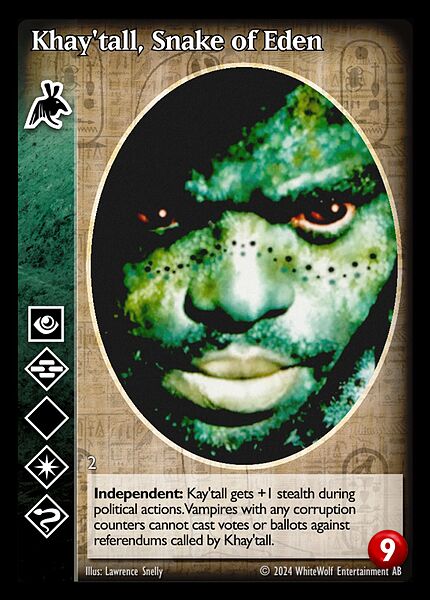 Khay'tall, Snake of Eden
2
Independent: Kay'tall gets +1 stealth during
political actions.Vampires with any corruption
counters cannot cast votes or ballots against
referendums called by Khay'tall.
9
Illus: Lawrence Snelly © 2024 WhiteWolf Entertainment AB